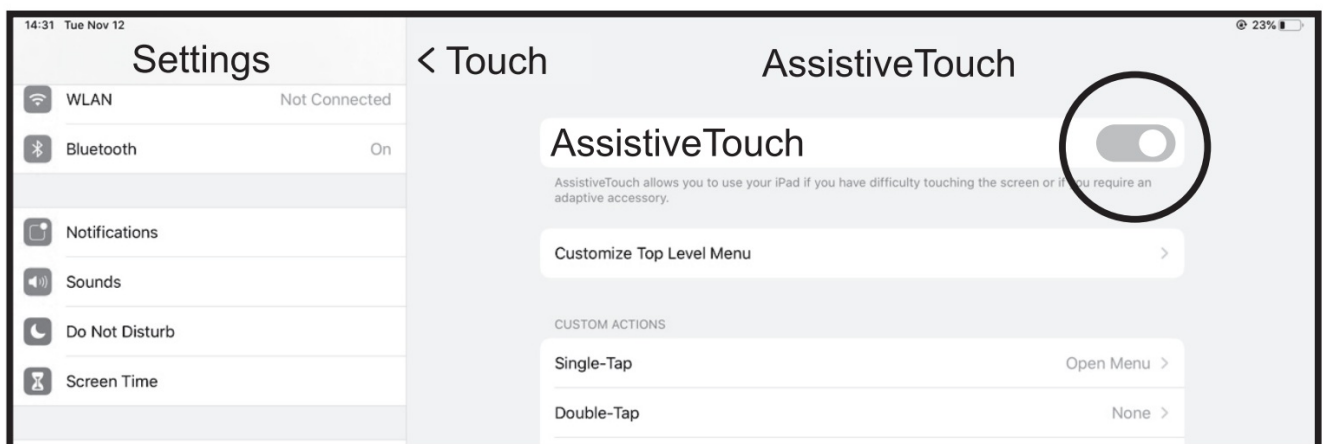 14:31 Tue Nov 12
23%
Settings
< Touch
AssistiveTouch
WLAN
Not Connected
Bluetooth
On
Notifications
Sounds
Do Not Disturb
Screen Time
AssistiveTouch
AssistiveTouch allows you to use your iPad if you have difficulty touching the screen or if you require an
adaptive accessory.
Customize Top Level Menu
CUSTOM ACTIONS
Single-Tap
Open Menu
Double-Tap
None